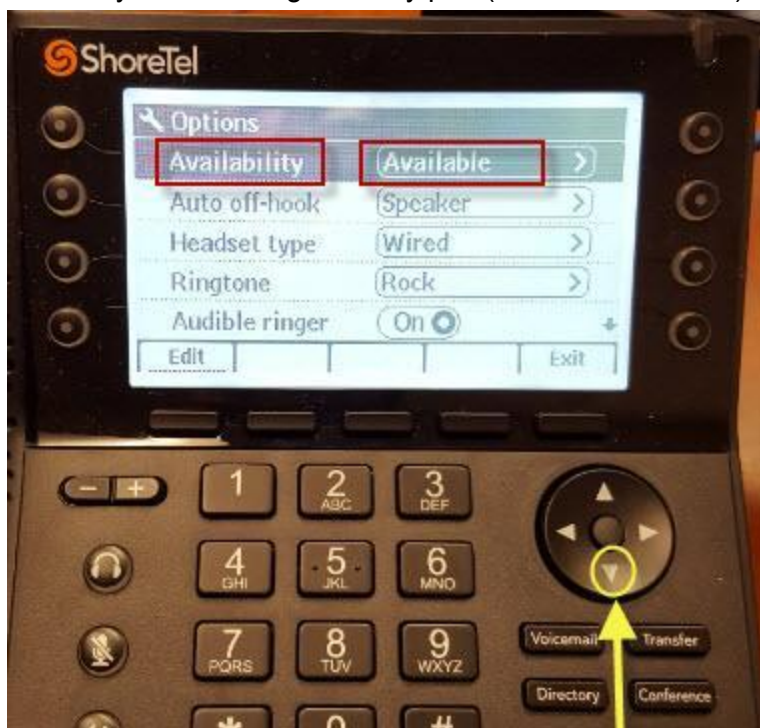 ShoreTel
Options
Availability Available >
Auto off-hook Speaker >
Headset type Wired >
Ringtone Rock >
Audible ringer On
Edit Exit
- + 1 2 ABC 3 DEF
4 GHI 5 JKL 6 MNO
7 PQRS 8 TUV 9 WXYZ
Voicemail Transfer
Directory Conference
* 0 #